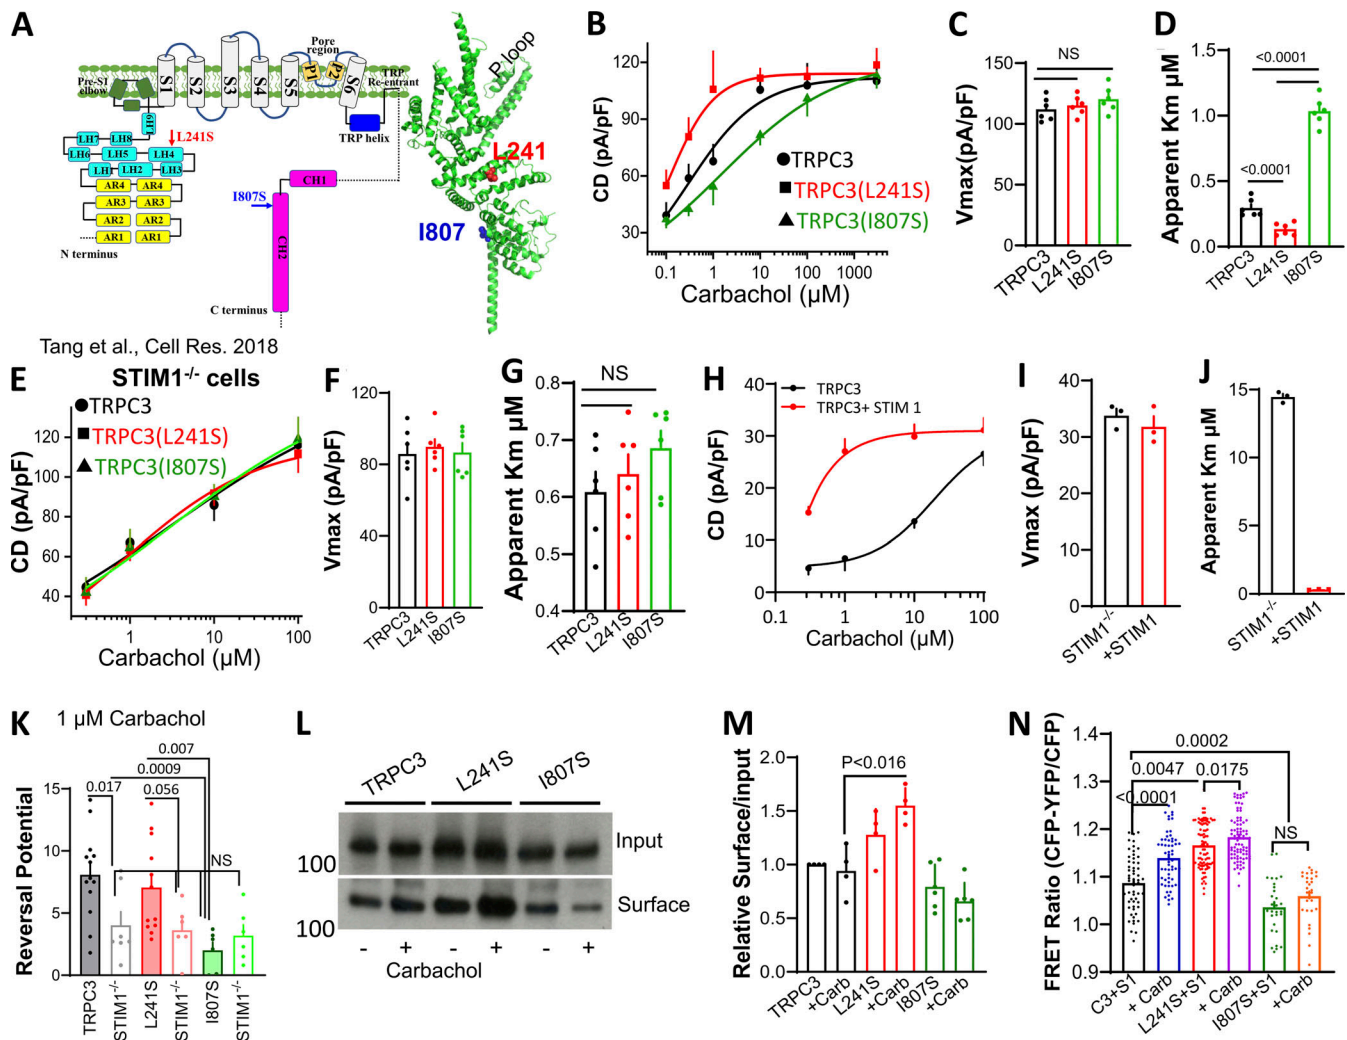 A
Pore
region
P1
P2
P loop
Pre-S1
elbow
S1
S2
S3
S4
S5
S6
TRP
Re-entrant
TRP helix
LH9
L241S
LH7
LH8
LH6
LH5
LH4
LH1
LH2
LH3
AR4
AR4
AR3
AR3
AR2
AR2
AR1
AR1
N terminus
I807S
CH1
CH2
C terminus
L241
I807
Tang et al., Cell Res. 2018
B
CD (pA/pF)
120
90
60
30
TRPC3
TRPC3(L241S)
TRPC3(I807S)
0.1
1
10
100
1000
Carbachol (µM)
C
NS
Vmax(pA/pF)
150
100
50
0
TRPC3
L241S
I807S
D
Apparent Km µM
1.5
1.0
0.5
0.0
<0.0001
<0.0001
TRPC3
L241S
I807S
E
STIM1-/- cells
TRPC3
TRPC3(L241S)
TRPC3(I807S)
CD (pA/pF)
120
100
80
60
40
1
10
100
Carbachol (µM)
F
Vmax (pA/pF)
120
80
40
0
TRPC3
L241S
I807S
G
NS
Apparent Km µM
0.8
0.7
0.6
0.5
0.4
TRPC3
L241S
I807S
H
TRPC3
TRPC3+ STIM 1
CD (pA/pF)
40
30
20
10
0
0.1
1
10
100
Carbachol (µM)
I
Vmax (pA/pF)
40
30
20
10
0
STIM1-/-
+STIM1
J
Apparent Km µM
15
10
5
0
STIM1-/-
+STIM1
K
1 µM Carbachol
Reversal Potential
15
10
5
0
0.007
0.0009
0.017
0.056
NS
TRPC3
STIM1-/-
L241S
STIM1-/-
I807S
STIM1-/-
L
TRPC3
L241S
I807S
Input
100
Surface
100
- + - + - +
Carbachol
M
P<0.016
Relative Surface/input
2.0
1.5
1.0
0.5
0.0
TRPC3
+Carb
L241S
+Carb
I807S
+Carb
N
FRET Ratio (CFP-YFP/CFP)
1.4
1.3
1.2
1.1
1.0
0.9
0.0002
0.0047
0.0175
<0.0001
NS
C3+S1
+ Carb
L241S+S1
+ Carb
I807S+S1
+Carb